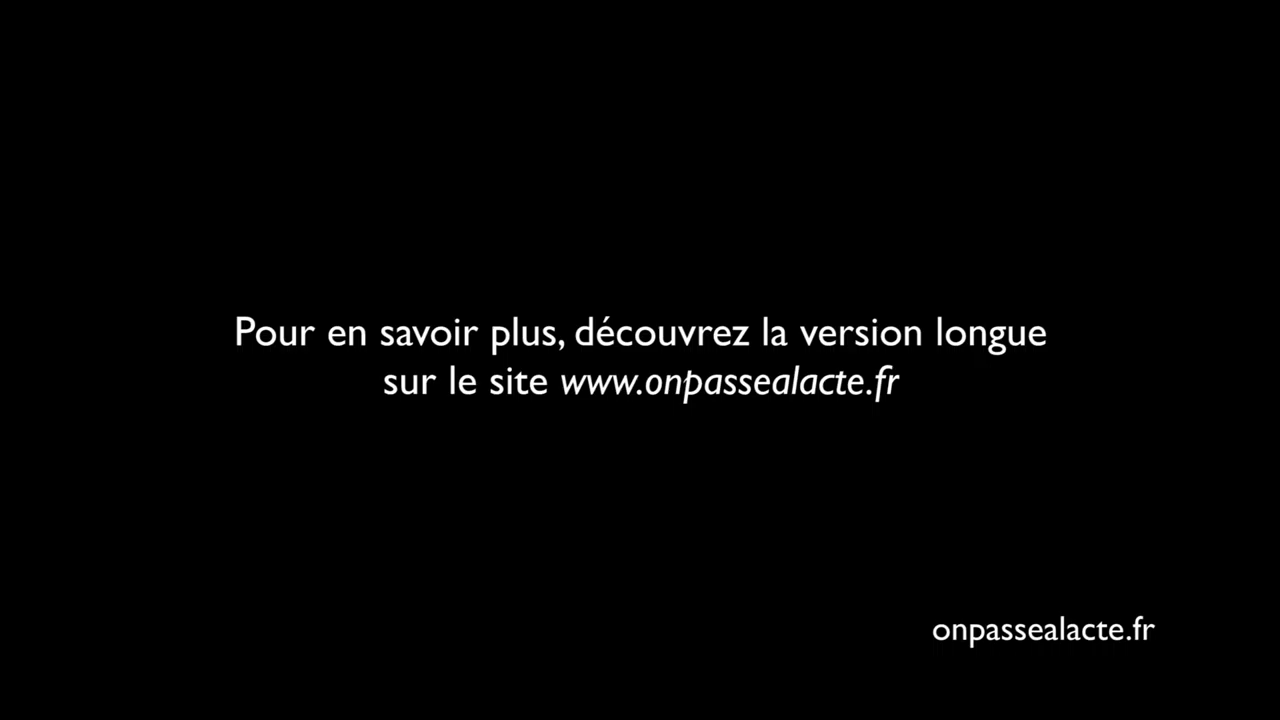 Pour en savoir plus, découvrez la version longue
sur le site www.onpassealacte.fr
onpassealacte.fr